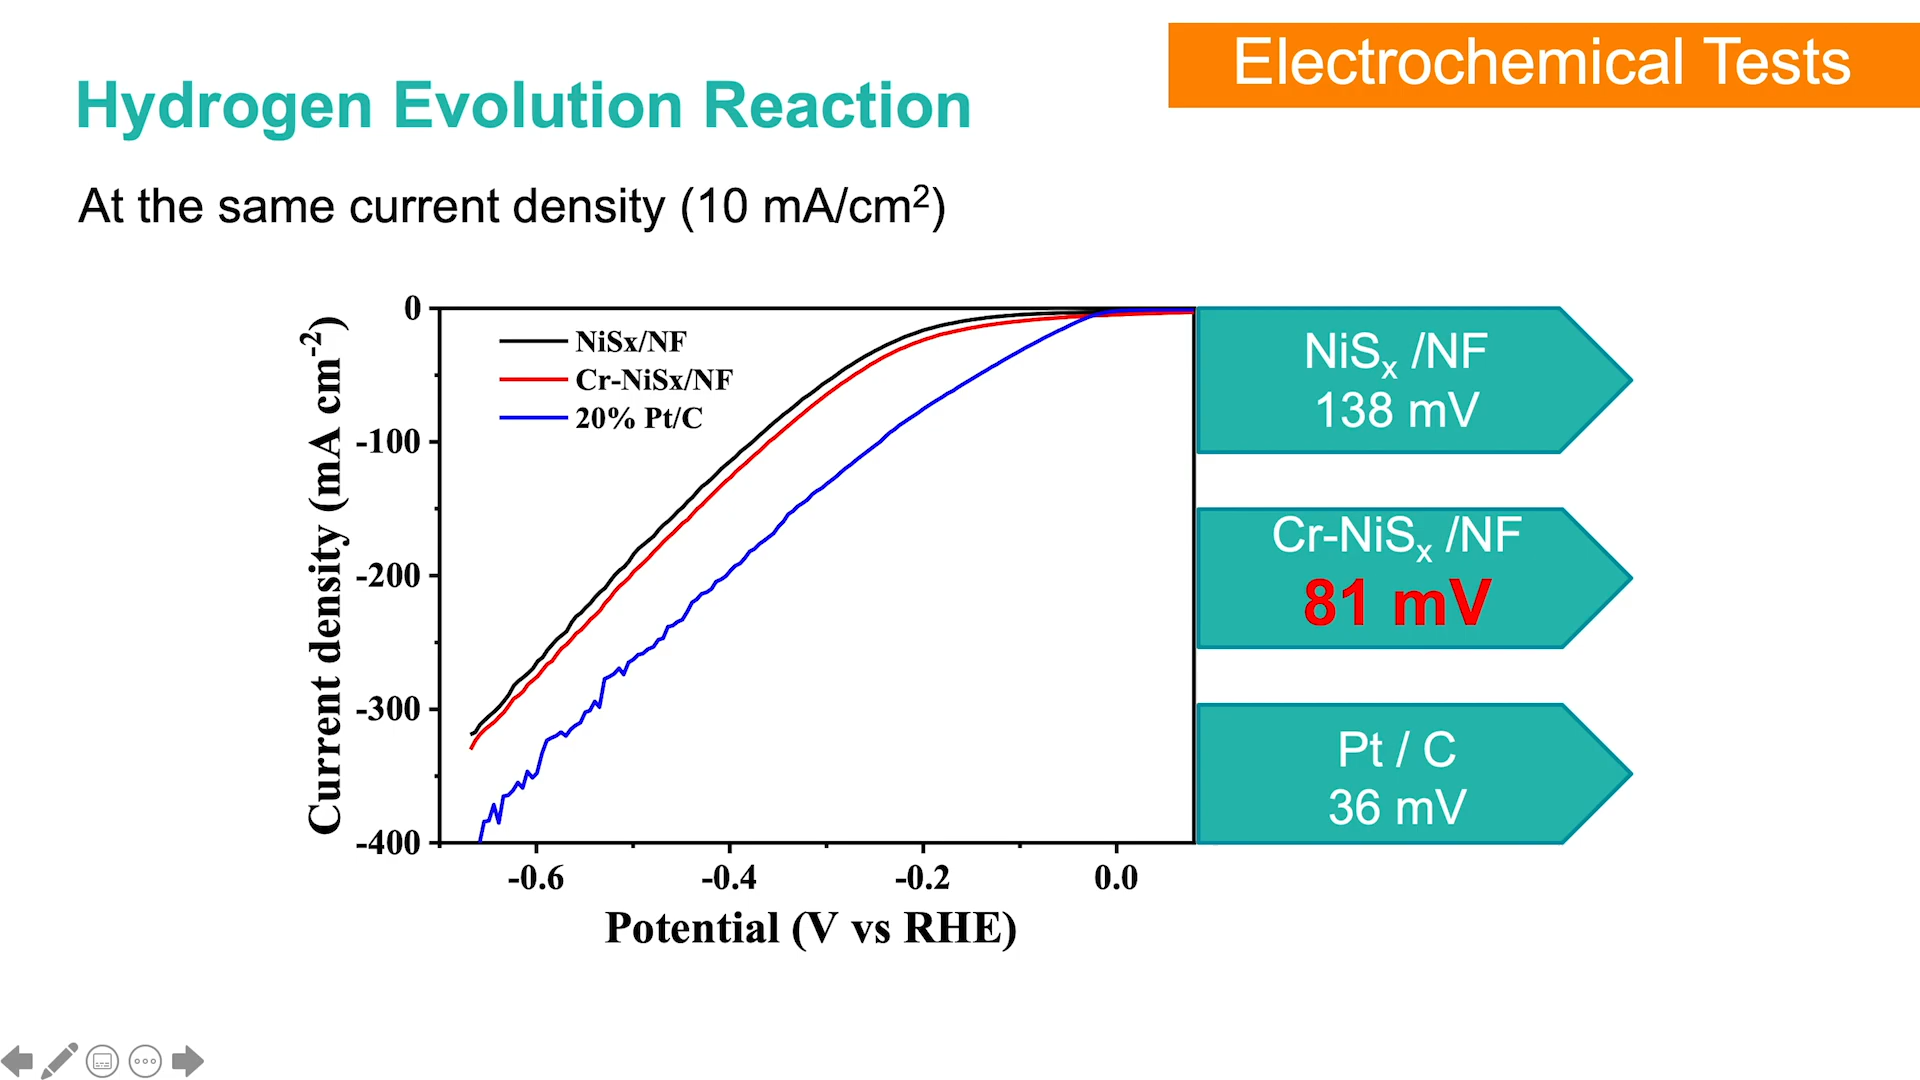 Electrochemical Tests
Hydrogen Evolution Reaction
At the same current density (10 mA/cm²)
NiSx/NF
Cr-NiSx/NF
20% Pt/C
0
-100
-200
-300
-400
Current density (mA cm⁻²)
-0.6
-0.4
-0.2
0.0
Potential (V vs RHE)
NiSₓ /NF
138 mV
Cr-NiSₓ /NF
81 mV
Pt / C
36 mV